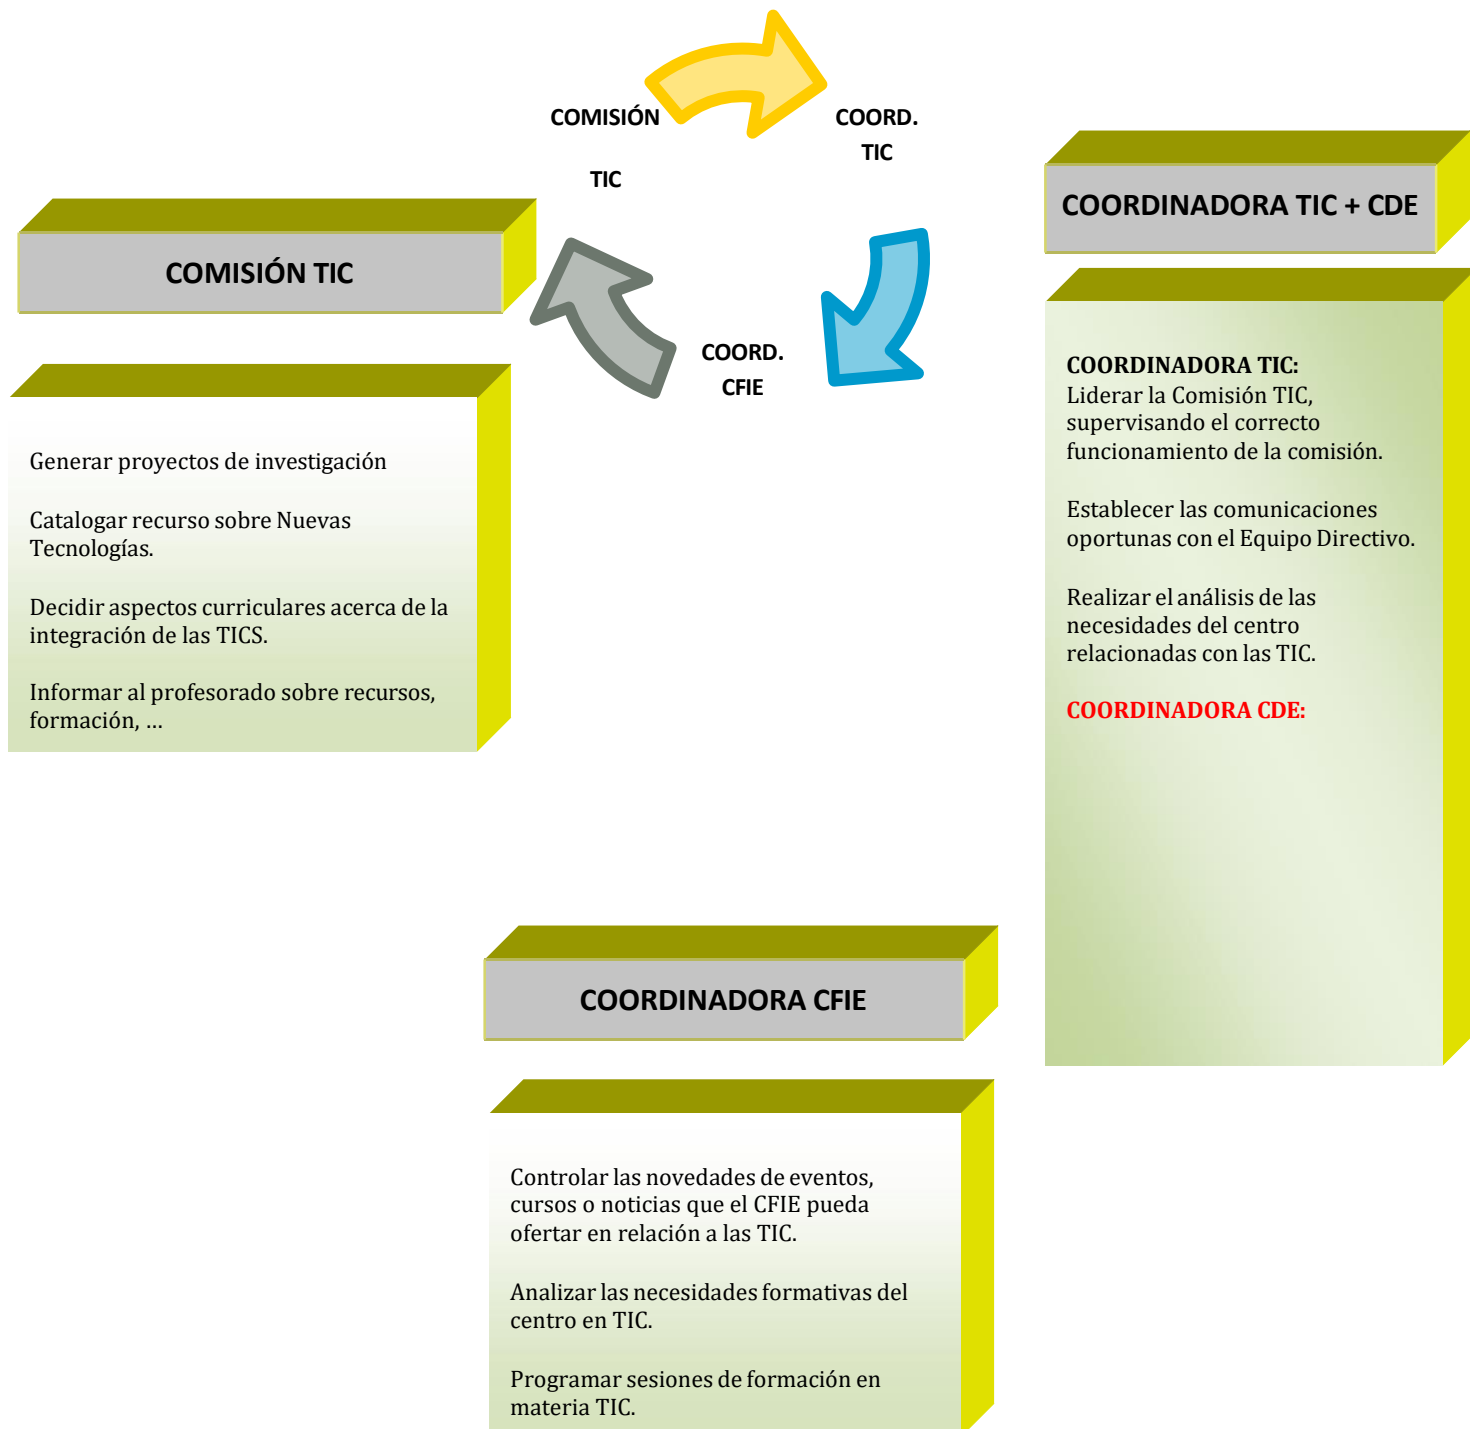 COMISIÓN
TIC
COORD.
TIC
COORD.
CFIE
COMISIÓN TIC
Generar proyectos de investigación
Catalogar recurso sobre Nuevas
Tecnologías.
Decidir aspectos curriculares acerca de la
integración de las TICS.
Informar al profesorado sobre recursos,
formación, …
COORDINADORA TIC + CDE
COORDINADORA TIC:
Liderar la Comisión TIC,
supervisando el correcto
funcionamiento de la comisión.
Establecer las comunicaciones
oportunas con el Equipo Directivo.
Realizar el análisis de las
necesidades del centro
relacionadas con las TIC.
COORDINADORA CDE:
COORDINADORA CFIE
Controlar las novedades de eventos,
cursos o noticias que el CFIE pueda
ofertar en relación a las TIC.
Analizar las necesidades formativas del
centro en TIC.
Programar sesiones de formación en
materia TIC.